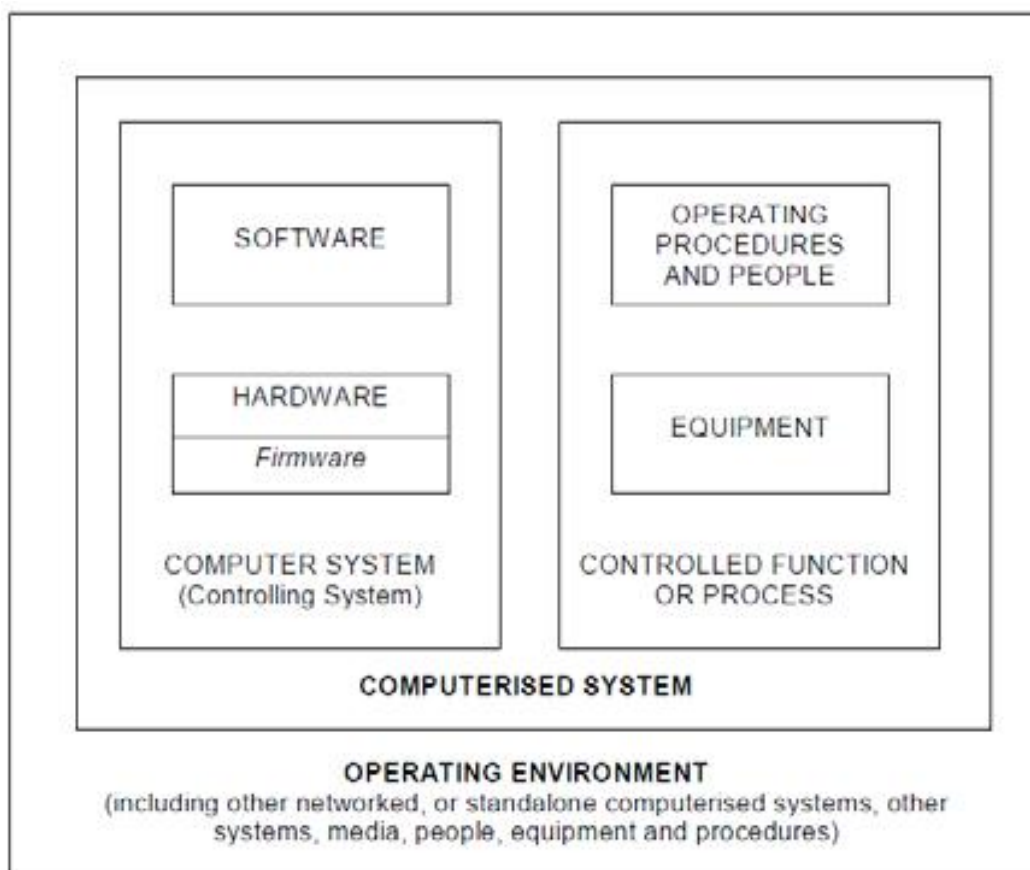 SOFTWARE
HARDWARE
Firmware
COMPUTER SYSTEM
(Controlling System)
OPERATING
PROCEDURES
AND PEOPLE
EQUIPMENT
CONTROLLED FUNCTION
OR PROCESS
COMPUTERISED SYSTEM
OPERATING ENVIRONMENT
(including other networked, or standalone computerised systems, other
systems, media, people, equipment and procedures)